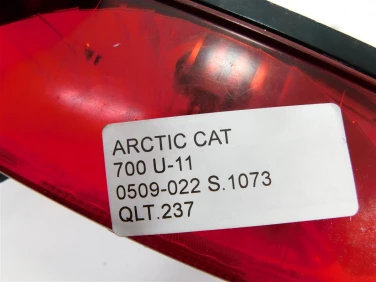 ARCTIC CAT
700 U-11
0509-022 S.1073
QLT.237